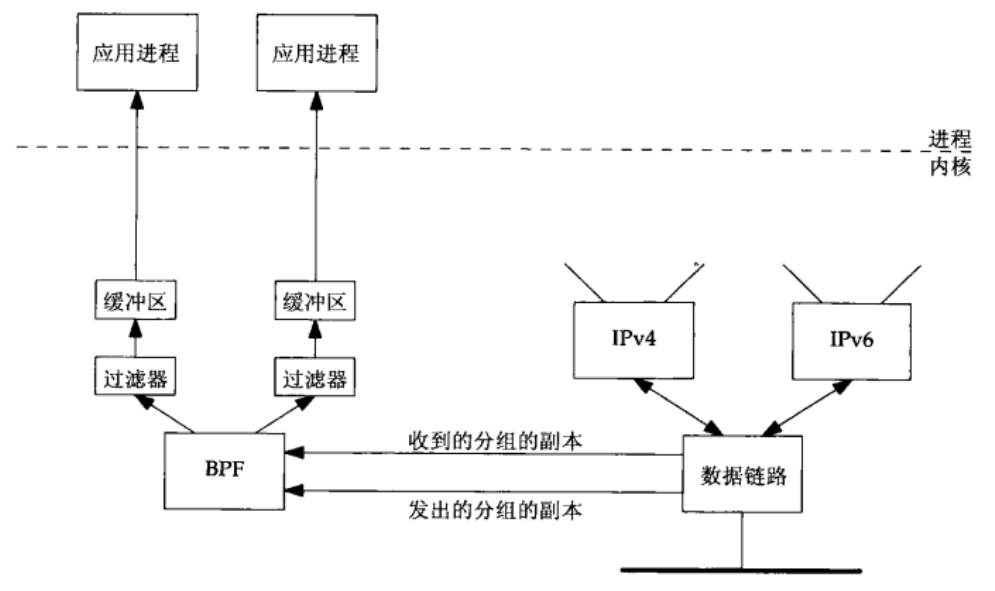 应用进程
应用进程
进程
内核
缓冲区
缓冲区
IPv4
IPv6
过滤器
过滤器
收到的分组的副本
BPF
数据链路
发出的分组的副本